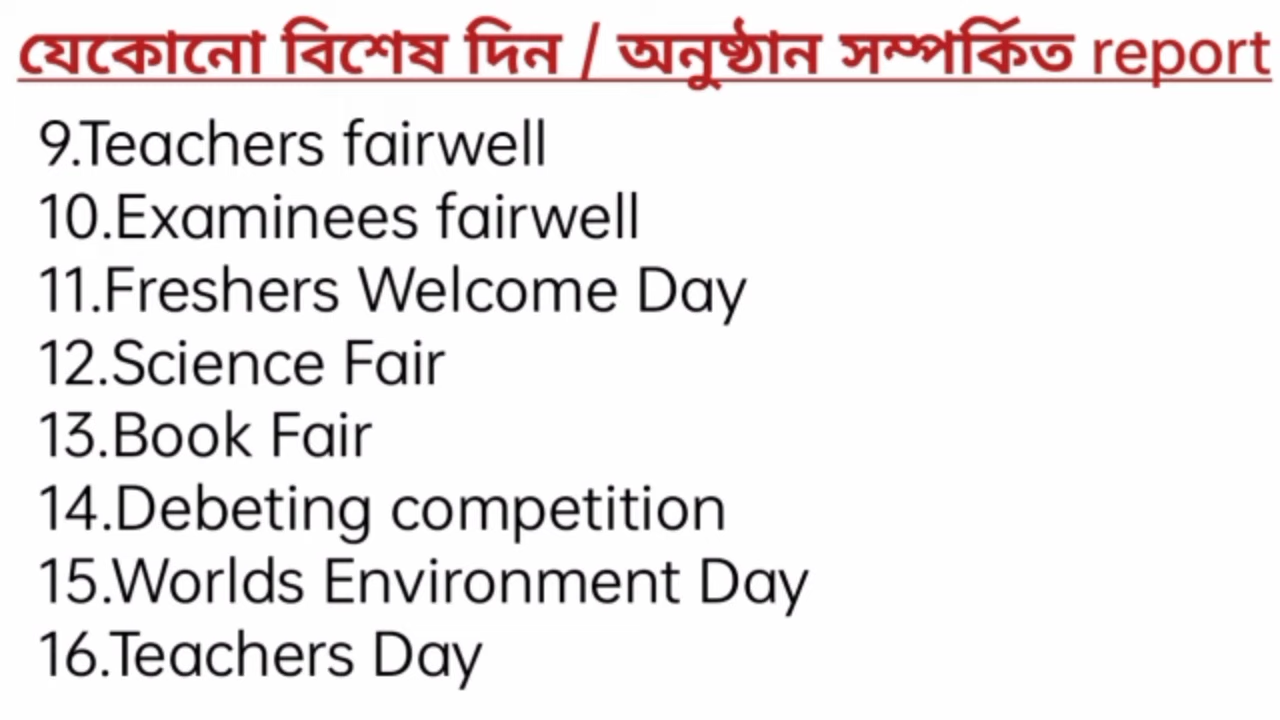 যেকোনো বিশেষ দিন / অনুষ্ঠান সম্পর্কিত report
9.Teachers fairwell
10.Examinees fairwell
11.Freshers Welcome Day
12.Science Fair
13.Book Fair
14.Debeting competition
15.Worlds Environment Day
16.Teachers Day